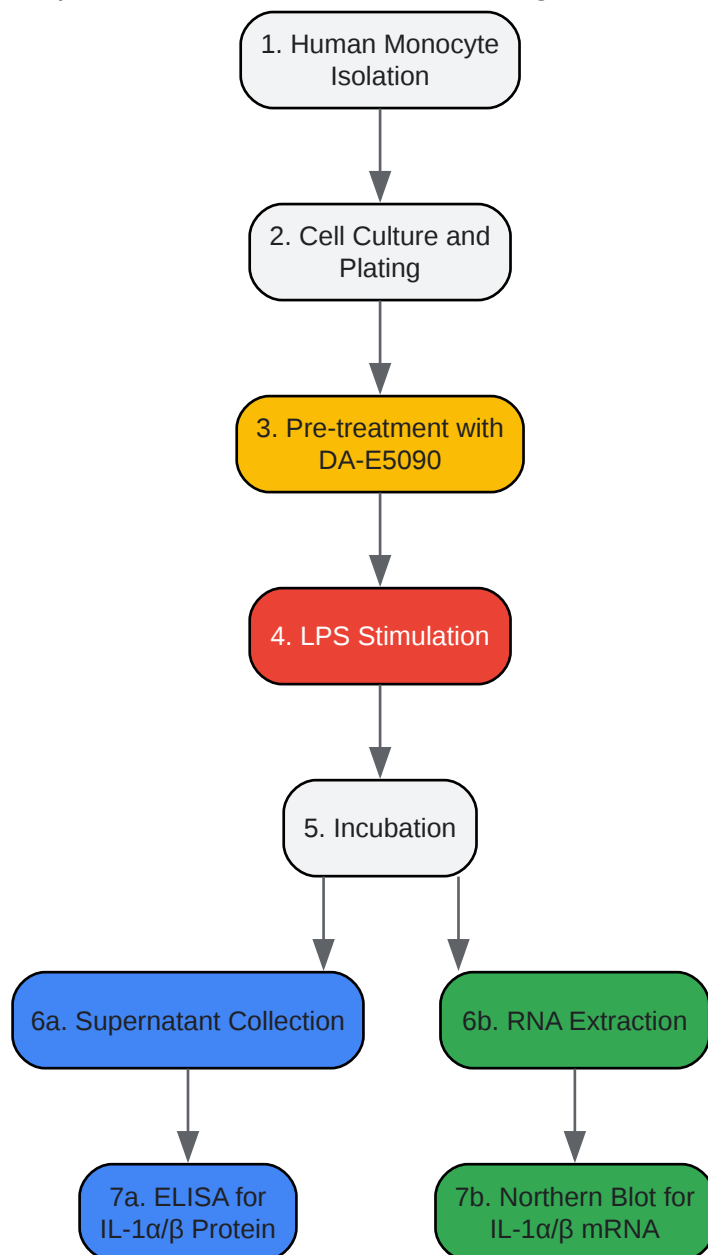 1. Human Monocyte
Isolation
2. Cell Culture and
Plating
3. Pre-treatment with
DA-E5090
4. LPS Stimulation
5. Incubation
6a. Supernatant Collection
6b. RNA Extraction
7a. ELISA for
IL-1α/β Protein
7b. Northern Blot for
IL-1α/β mRNA